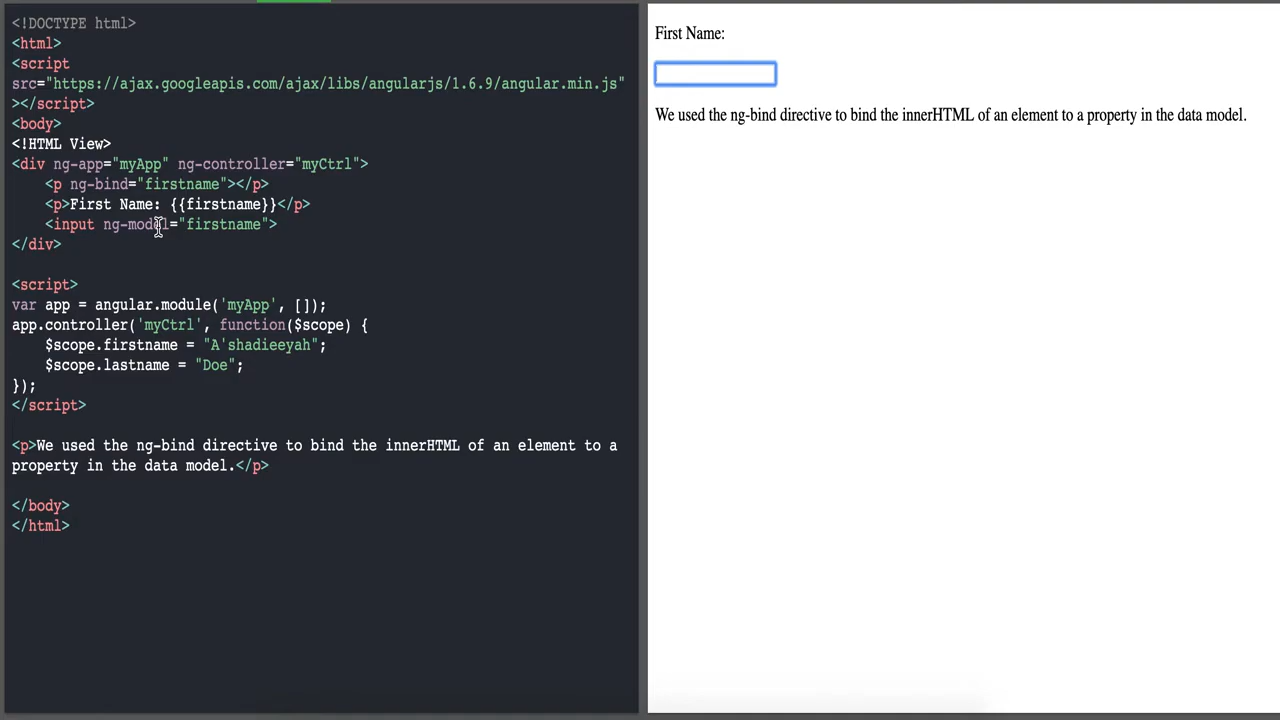 <!DOCTYPE html>
<html>
<script
src="https://ajax.googleapis.com/ajax/libs/angularjs/1.6.9/angular.min.js"
></script>
<body>
<!HTML View>
<div ng-app="myApp" ng-controller="myCtrl">
    <p ng-bind="firstname"></p>
    <p>First Name: {{firstname}}</p>
    <input ng-model="firstname">
</div>

<script>
var app = angular.module('myApp', []);
app.controller('myCtrl', function($scope) {
    $scope.firstname = "A'shadieeyah";
    $scope.lastname = "Doe";
});
</script>

<p>We used the ng-bind directive to bind the innerHTML of an element to a
property in the data model.</p>

</body>
</html>
First Name:
We used the ng-bind directive to bind the innerHTML of an element to a property in the data model.